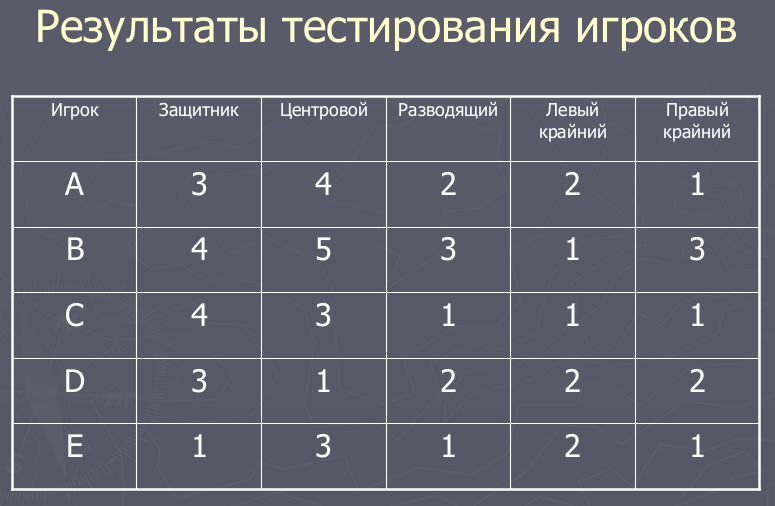 Результаты тестирования игроков
Игрок Защитник Центровой Разводящий Левый крайний Правый крайний
A 3 4 2 2 1
B 4 5 3 1 3
C 4 3 1 1 1
D 3 1 2 2 2
E 1 3 1 2 1